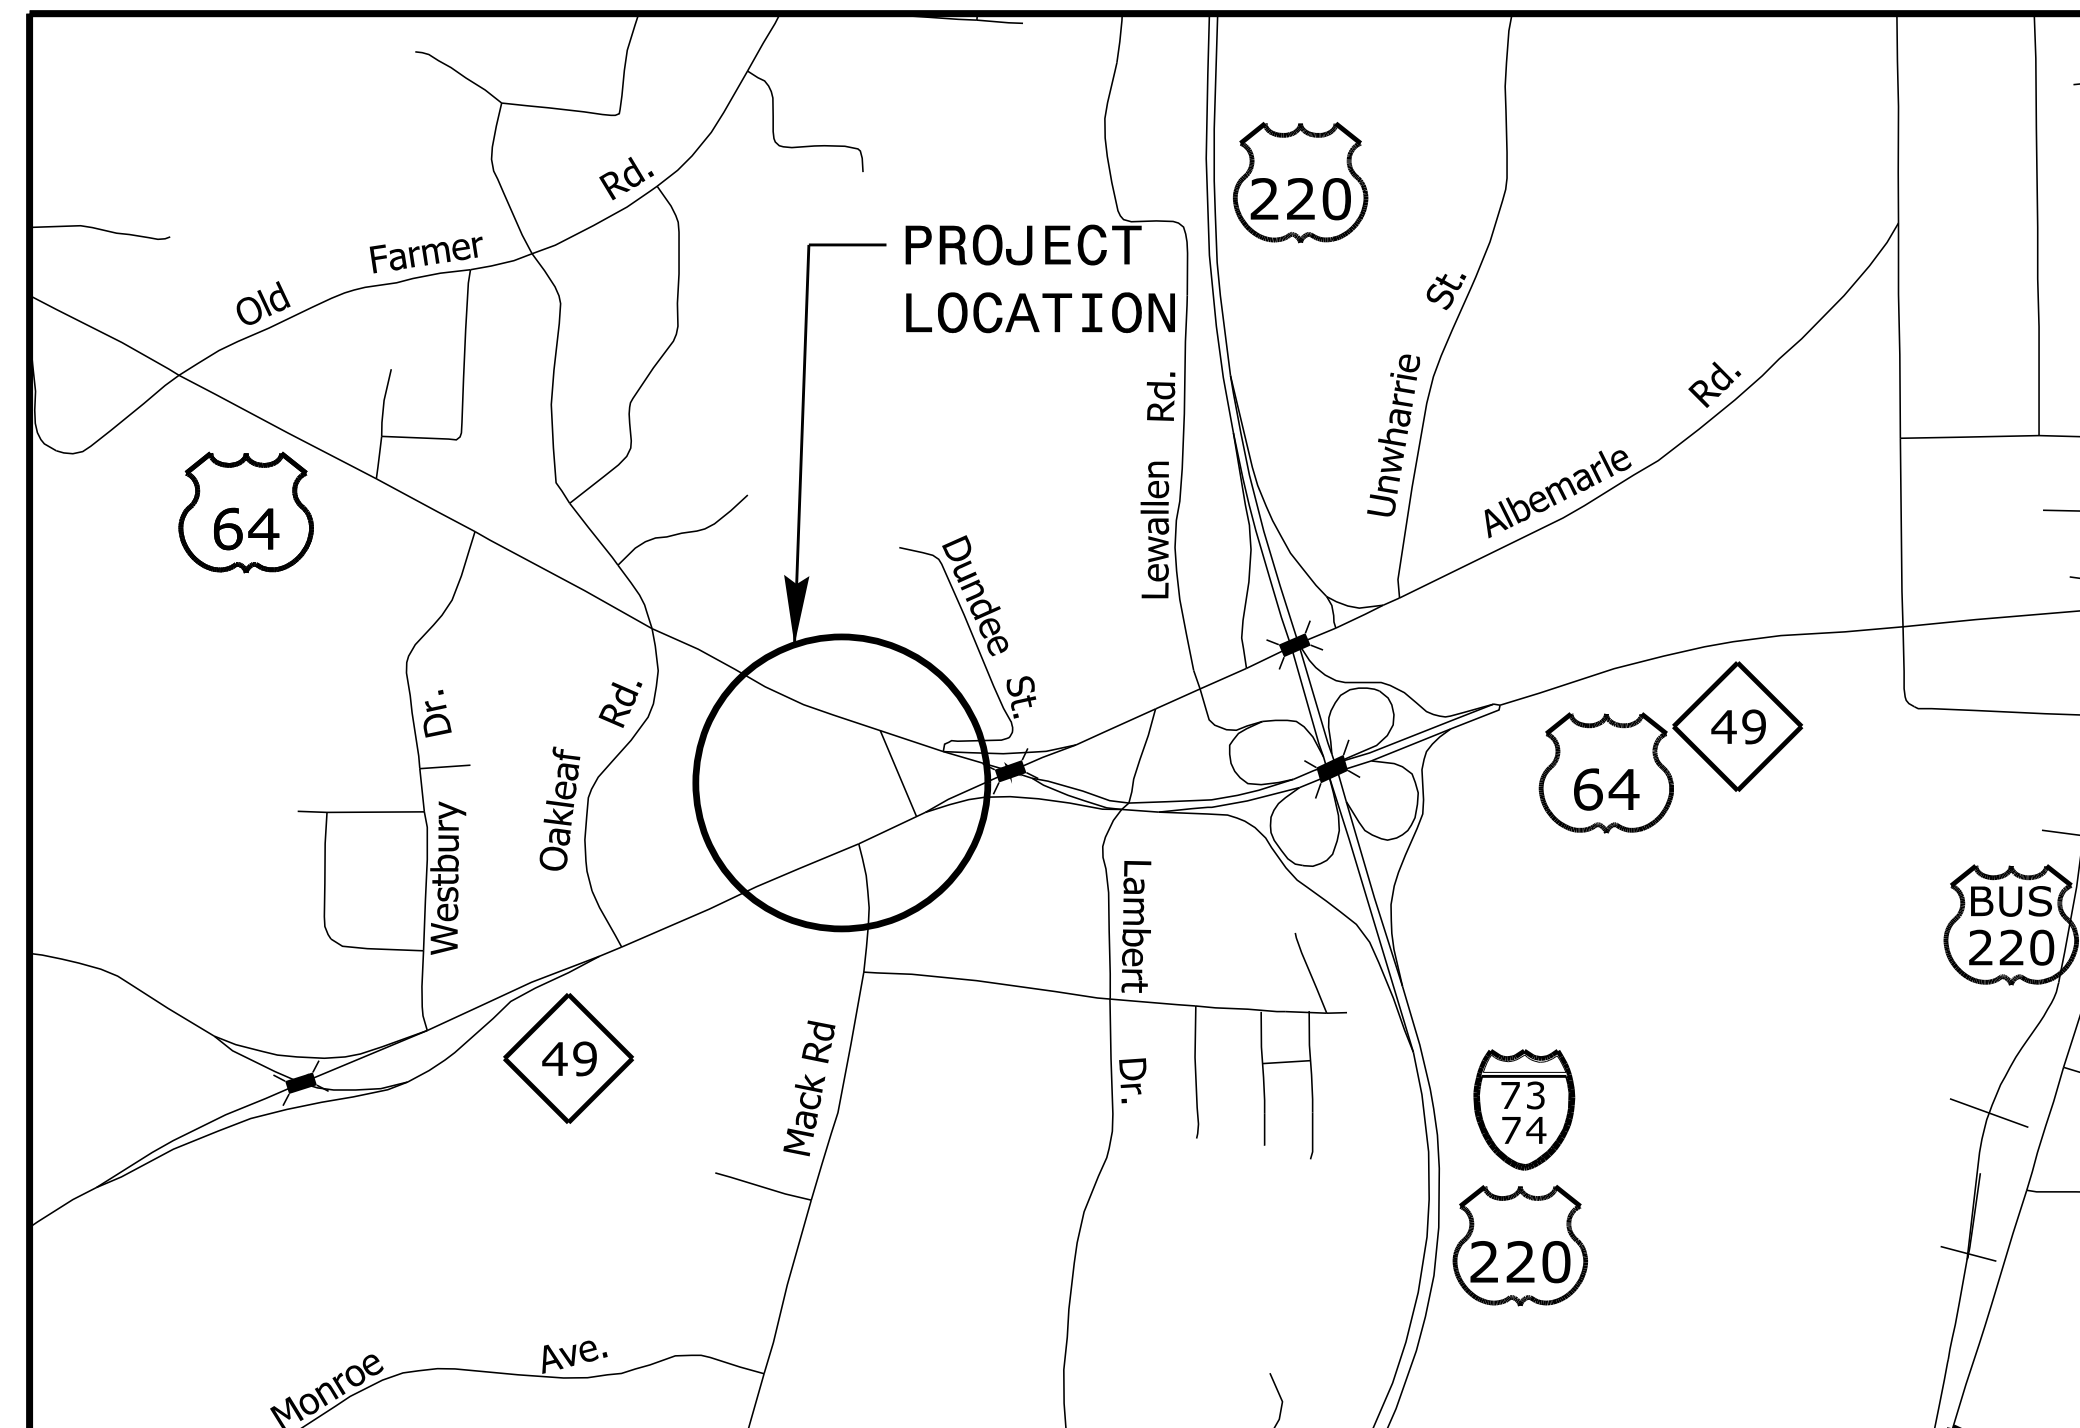 220
Rd.
PROJECT
LOCATION
Farmer
Old
St.
Rd.
Unwharrie
Rd.
Albemarle
Lewallen
64
Dundee
St.
Dr.
Rd.
49
64
Oakleaf
Westbury
Lambert
BUS
220
49
Mack Rd
Dr.
73
74
220
Monroe
Ave.